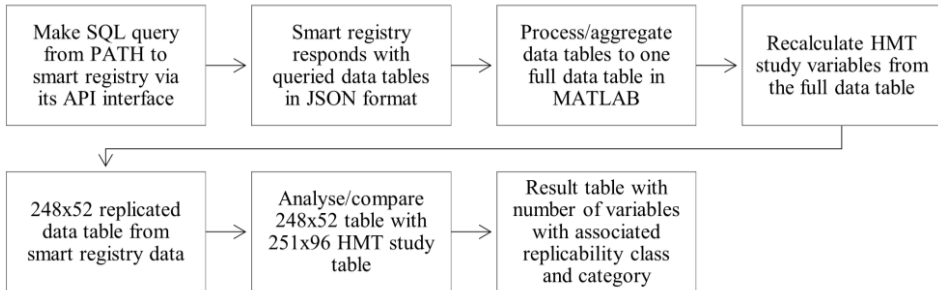 Make SQL query
from PATH to
smart registry via
its API interface
Smart registry
responds with
queried data tables
in JSON format
Process/aggregate
data tables to one
full data table in
MATLAB
Recalculate HMT
study variables from
the full data table
248x52 replicated
data table from
smart registry data
Analyse/compare
248x52 table with
251x96 HMT study
table
Result table with
number of variables
with associated
replicability class
and category